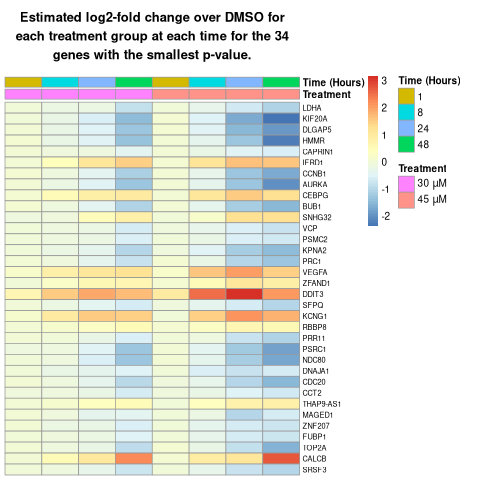 Estimated log2-fold change over DMSO for
each treatment group at each time for the 34
genes with the smallest p-value.
Time (Hours)
Treatment
LDHA
KIF20A
DLGAP5
HMMR
CAPRIN1
IFRD1
CCNB1
AURKA
CEBPG
BUB1
SNHG32
VCP
PSMC2
KPNA2
PRC1
VEGFA
ZFAND1
DDIT3
SFPQ
KCNG1
RBBP8
PRR11
PSRC1
NDC80
DNAJA1
CDC20
CCT2
THAP9-AS1
MAGED1
ZNF207
FUBP1
TOP2A
CALCB
SRSF3
3
2
1
0
-1
-2
Time (Hours)
1
8
24
48
Treatment
30 µM
45 µM